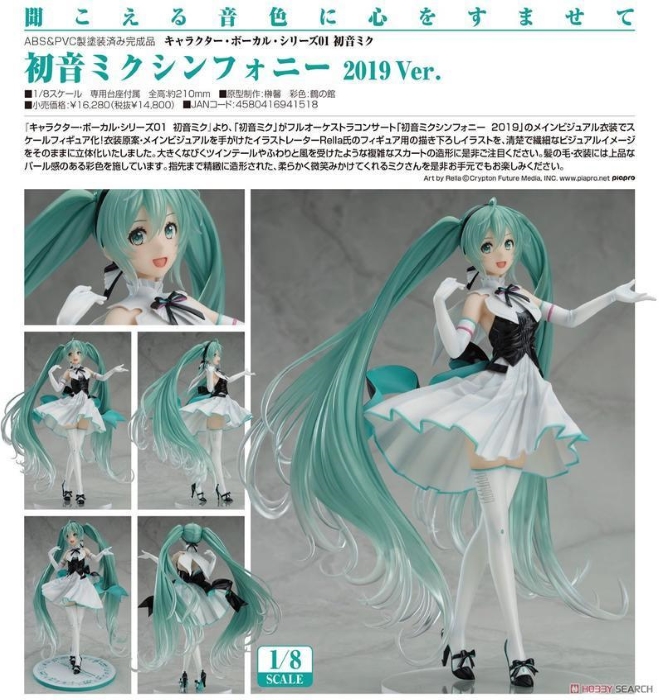 聞こえる音色に心をすませて
ABS&PVC製塗装済み完成品 キャラクター・ボーカル・シリーズ01 初音ミク
初音ミクシンフォニー 2019 Ver.
■1/8スケール 専用台座付属 全高:約210mm ■原型制作:榊馨 彩色:鶴の館
■小売価格:¥16,280(税抜¥14,800) ■JANコード:4580416941518
「キャラクター・ボーカル・シリーズ01 初音ミク」より、「初音ミク」がフルオーケストラコンサート「初音ミクシンフォニー 2019」のメインビジュアル衣装でス
ケールフィギュア化!衣装原案・メインビジュアルを手がけたイラストレーターRella氏のフィギュア用の描き下ろしイラストを、清楚で繊細なビジュアルイメージ
をそのままに立体化いたしました。大きくなびくツインテールやふわりと風を受けたような複雑なスカートの造形に是非ご注目ください。髪の毛・衣装には上品な
パール感のある彩色を施しています。指先まで精緻に造形された、柔らかく微笑みかけてくれるミクさんを是非お手元でもお楽しみください。
Art by Rella ©Crypton Future Media, INC. www.piapro.net piapro
1/8
SCALE
HOBBY SEARCH